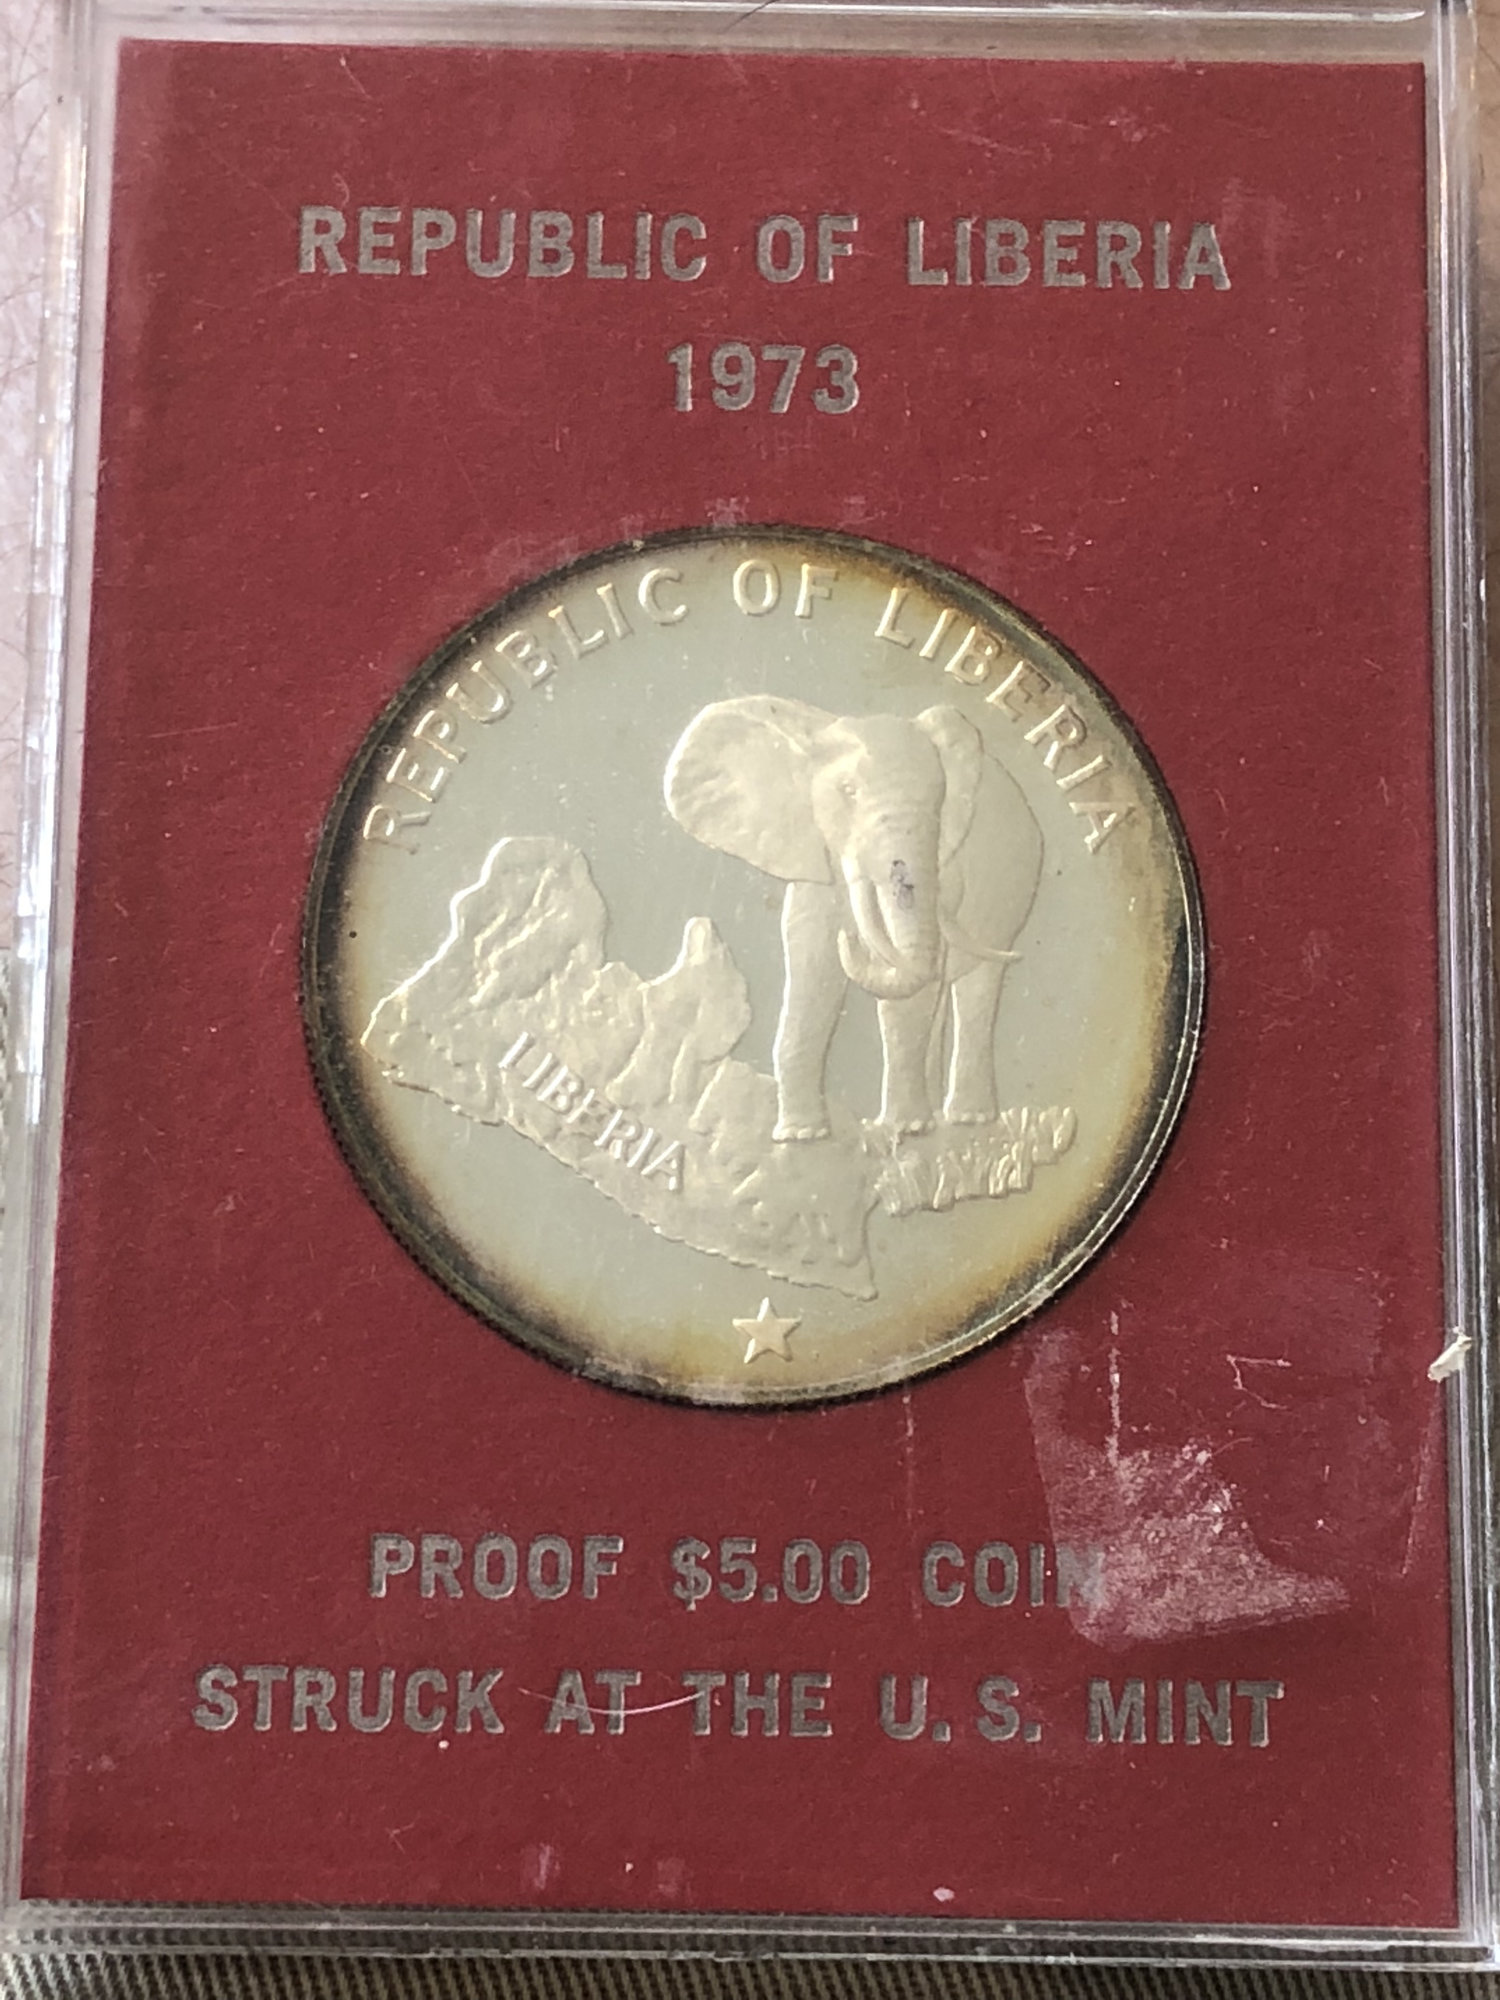 REPUBLIC OF LIBERIA
1973
REPUBLIC OF LIBERIA
LIBERIA
PROOF $5.00 COIN
STRUCK AT THE U.S. MINT